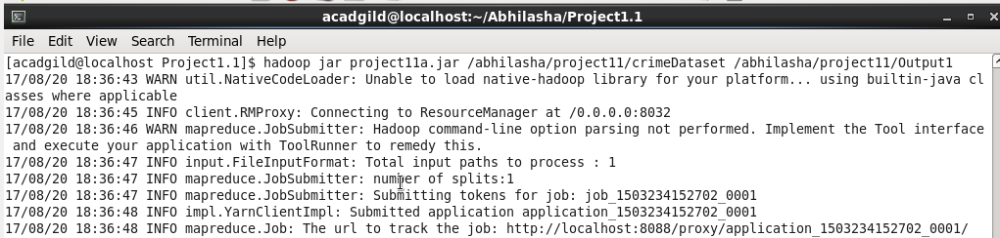 acadgild@localhost:~/Abhilasha/Project1.1
File Edit View Search Terminal Help
[acadgild@localhost Project1.1]$ hadoop jar project11a.jar /abhilasha/project11/crimeDataset /abhilasha/project11/Output1
17/08/20 18:36:43 WARN util.NativeCodeLoader: Unable to load native-hadoop library for your platform... using builtin-java cl
asses where applicable
17/08/20 18:36:45 INFO client.RMProxy: Connecting to ResourceManager at /0.0.0.0:8032
17/08/20 18:36:46 WARN mapreduce.JobSubmitter: Hadoop command-line option parsing not performed. Implement the Tool interface
 and execute your application with ToolRunner to remedy this.
17/08/20 18:36:47 INFO input.FileInputFormat: Total input paths to process : 1
17/08/20 18:36:47 INFO mapreduce.JobSubmitter: number of splits:1
17/08/20 18:36:47 INFO mapreduce.JobSubmitter: Submitting tokens for job: job_1503234152702_0001
17/08/20 18:36:48 INFO impl.YarnClientImpl: Submitted application application_1503234152702_0001
17/08/20 18:36:48 INFO mapreduce.Job: The url to track the job: http://localhost:8088/proxy/application_1503234152702_0001/